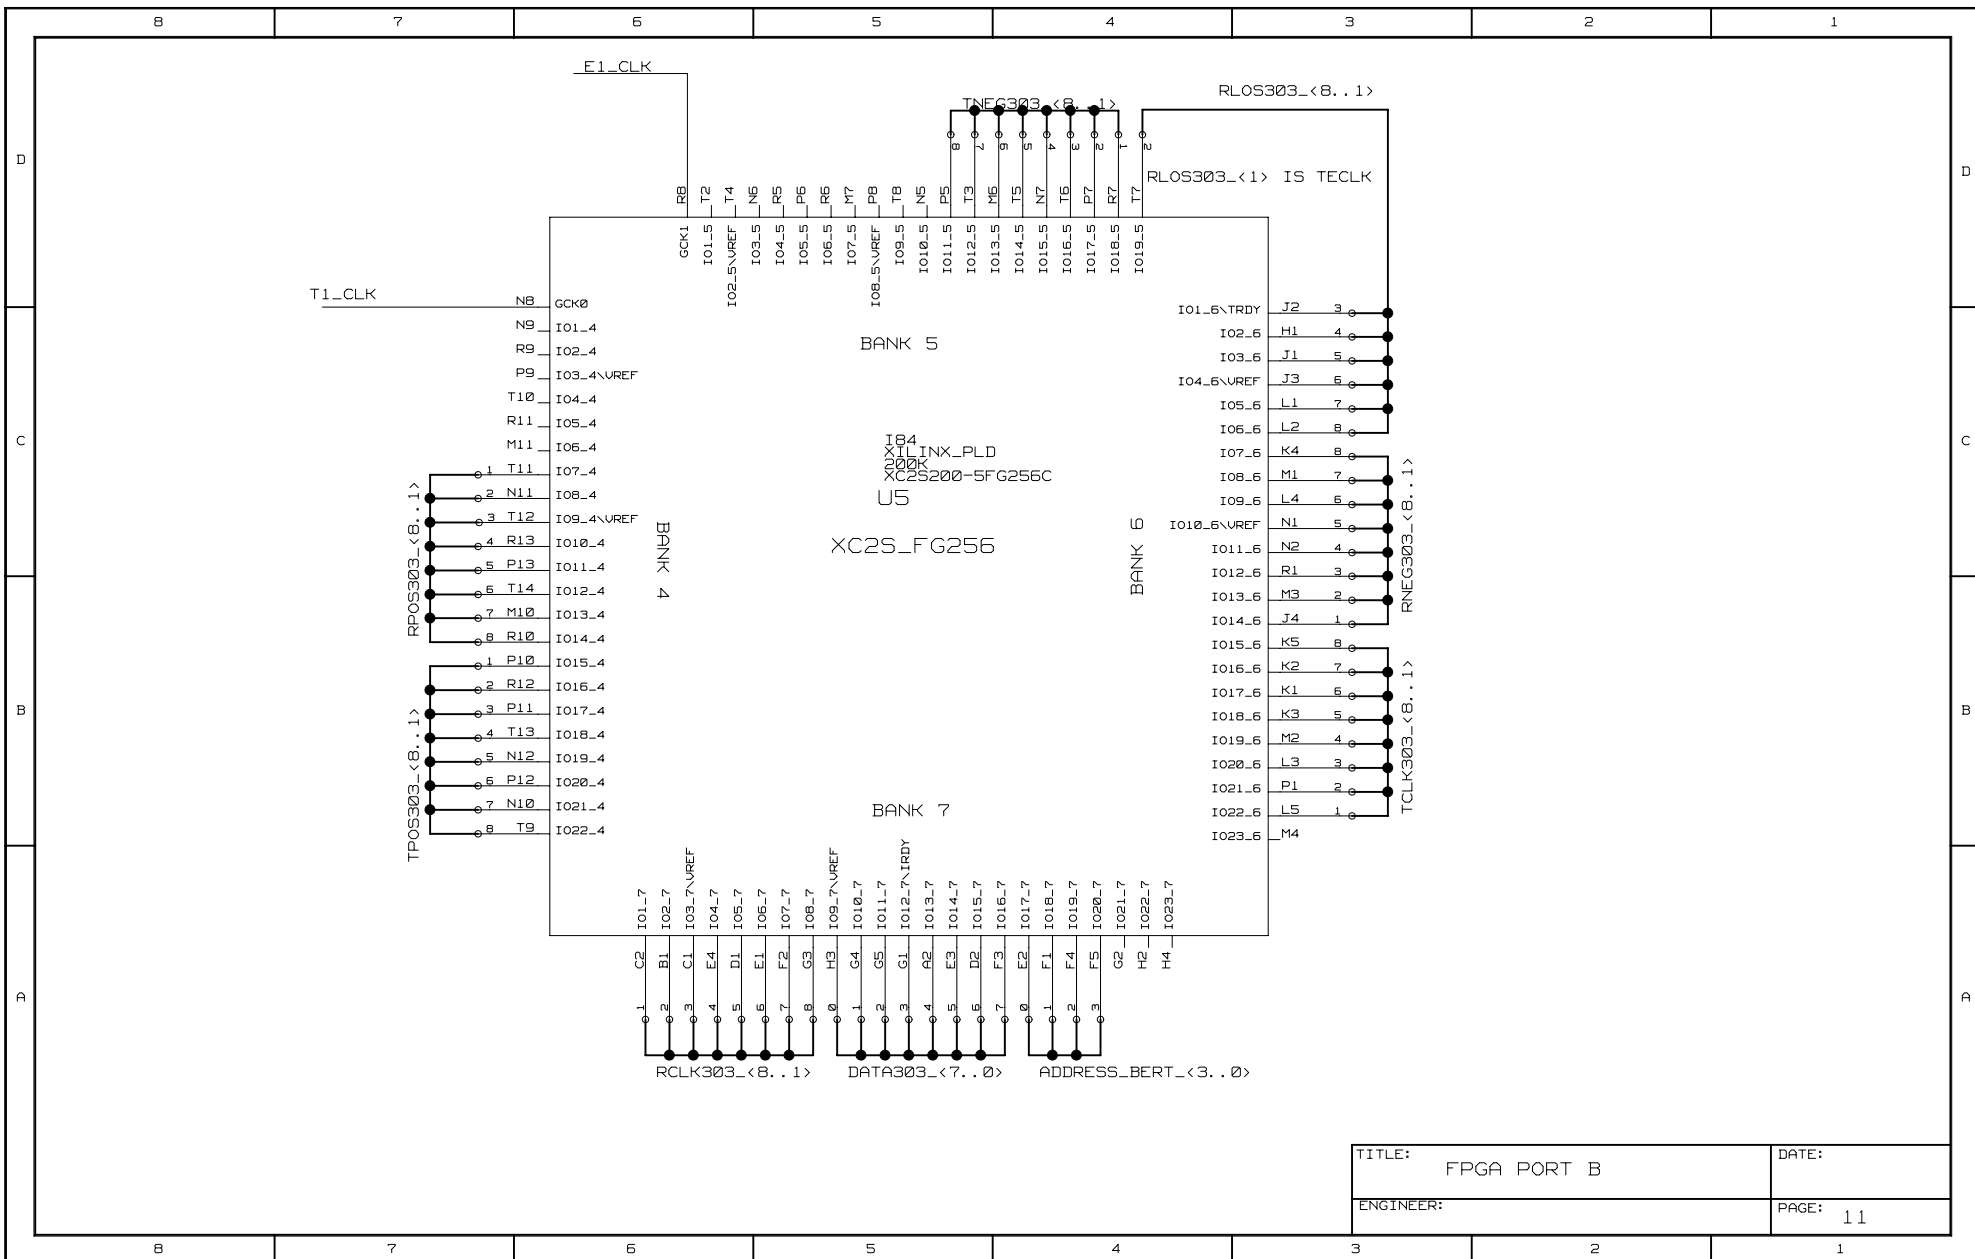 8 7 6 5 4 3 2 1
E1_CLK
TNEG303_<8..1>
RLOS303_<8..1>
8 7 6 5 4 3 2 1 2
D D
RLOS303_<1> IS TECLK
R8 T2 T4 N6 R5 P6 R6 M7 P8 T8 N5 P5 T3 M6 T5 N7 T6 P7 R7 T7
GCK1 IO1_5 IO2_5\VREF IO3_5 IO4_5 IO5_5 IO6_5 IO7_5 IO8_5\VREF IO9_5 IO10_5 IO11_5 IO12_5 IO13_5 IO14_5 IO15_5 IO16_5 IO17_5 IO18_5 IO19_5
T1_CLK
N8 GCK0
N9 IO1_4
R9 IO2_4
P9 IO3_4\VREF
T10 IO4_4
R11 IO5_4
M11 IO6_4
1 T11 IO7_4
2 N11 IO8_4
3 T12 IO9_4\VREF
4 R13 IO10_4
5 P13 IO11_4
6 T14 IO12_4
7 M10 IO13_4
8 R10 IO14_4
RPOS303_<8..1>
1 P10 IO15_4
2 R12 IO16_4
3 P11 IO17_4
4 T13 IO18_4
5 N12 IO19_4
6 P12 IO20_4
7 N10 IO21_4
8 T9 IO22_4
TPOS303_<8..1>
BANK 5
I84
XILINX_PLD
200K
XC2S200-5FG256C
U5
XC2S_FG256
BANK 4
BANK 6
BANK 7
IO1_6\TRDY J2 3
IO2_6 H1 4
IO3_6 J1 5
IO4_6\VREF J3 6
IO5_6 L1 7
IO6_6 L2 8
IO7_6 K4 8
IO8_6 M1 7
IO9_6 L4 6
IO10_6\VREF N1 5
IO11_6 N2 4
IO12_6 R1 3
IO13_6 M3 2
IO14_6 J4 1
RNEG303_<8..1>
IO15_6 K5 8
IO16_6 K2 7
IO17_6 K1 6
IO18_6 K3 5
IO19_6 M2 4
IO20_6 L3 3
IO21_6 P1 2
IO22_6 L5 1
IO23_6 M4
TCLK303_<8..1>
C C
B B
IO1_7 IO2_7 IO3_7\VREF IO4_7 IO5_7 IO6_7 IO7_7 IO8_7 IO9_7\VREF IO10_7 IO11_7 IO12_7\IRDY IO13_7 IO14_7 IO15_7 IO16_7 IO17_7 IO18_7 IO19_7 IO20_7 IO21_7 IO22_7 IO23_7
C2 B1 C1 E4 D1 E1 F2 G3 H3 G4 G5 G1 A2 E3 D2 F3 E2 F1 F4 F5 G2 H2 H4
A A
1 2 3 4 5 6 7 8 0 1 2 3 4 5 6 7 0 1 2 3
RCLK303_<8..1> DATA303_<7..0> ADDRESS_BERT_<3..0>
TITLE: FPGA PORT B
DATE:
ENGINEER:
PAGE: 11
8 7 6 5 4 3 2 1